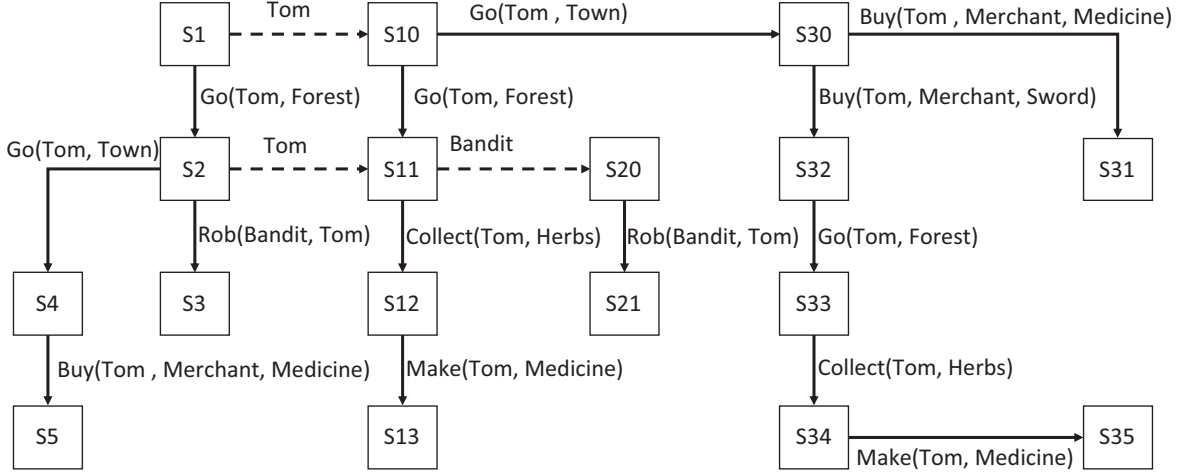 Tom
Go(Tom , Town)
Buy(Tom , Merchant, Medicine)
S1
S10
S30
Go(Tom, Forest)
Go(Tom, Forest)
Buy(Tom, Merchant, Sword)
Go(Tom, Town)
Tom
Bandit
S2
S11
S20
S32
S31
Rob(Bandit, Tom)
Collect(Tom, Herbs)
Rob(Bandit, Tom)
Go(Tom, Forest)
S4
S3
S12
S21
S33
Buy(Tom , Merchant, Medicine)
Make(Tom, Medicine)
Collect(Tom, Herbs)
S5
S13
S34
S35
Make(Tom, Medicine)